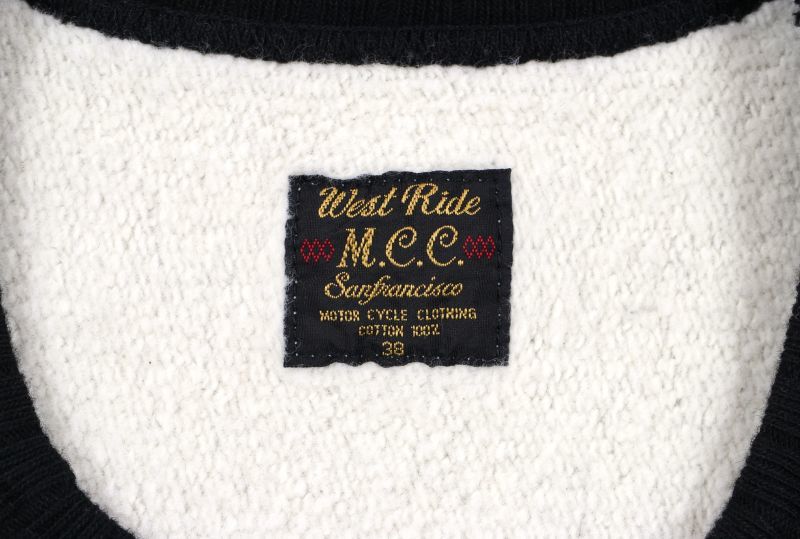 West Ride
M.C.C.
Sanfrancisco
MOTOR CYCLE CLOTHING
COTTON 100%
38